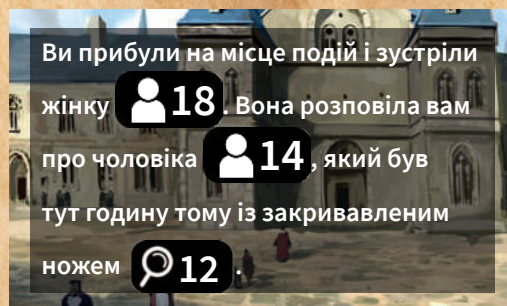 Ви прибули на місце подій і зустріли
жінку 18. Вона розповіла вам
про чоловіка 14, який був
тут годину тому із закривавленим
ножем 12.